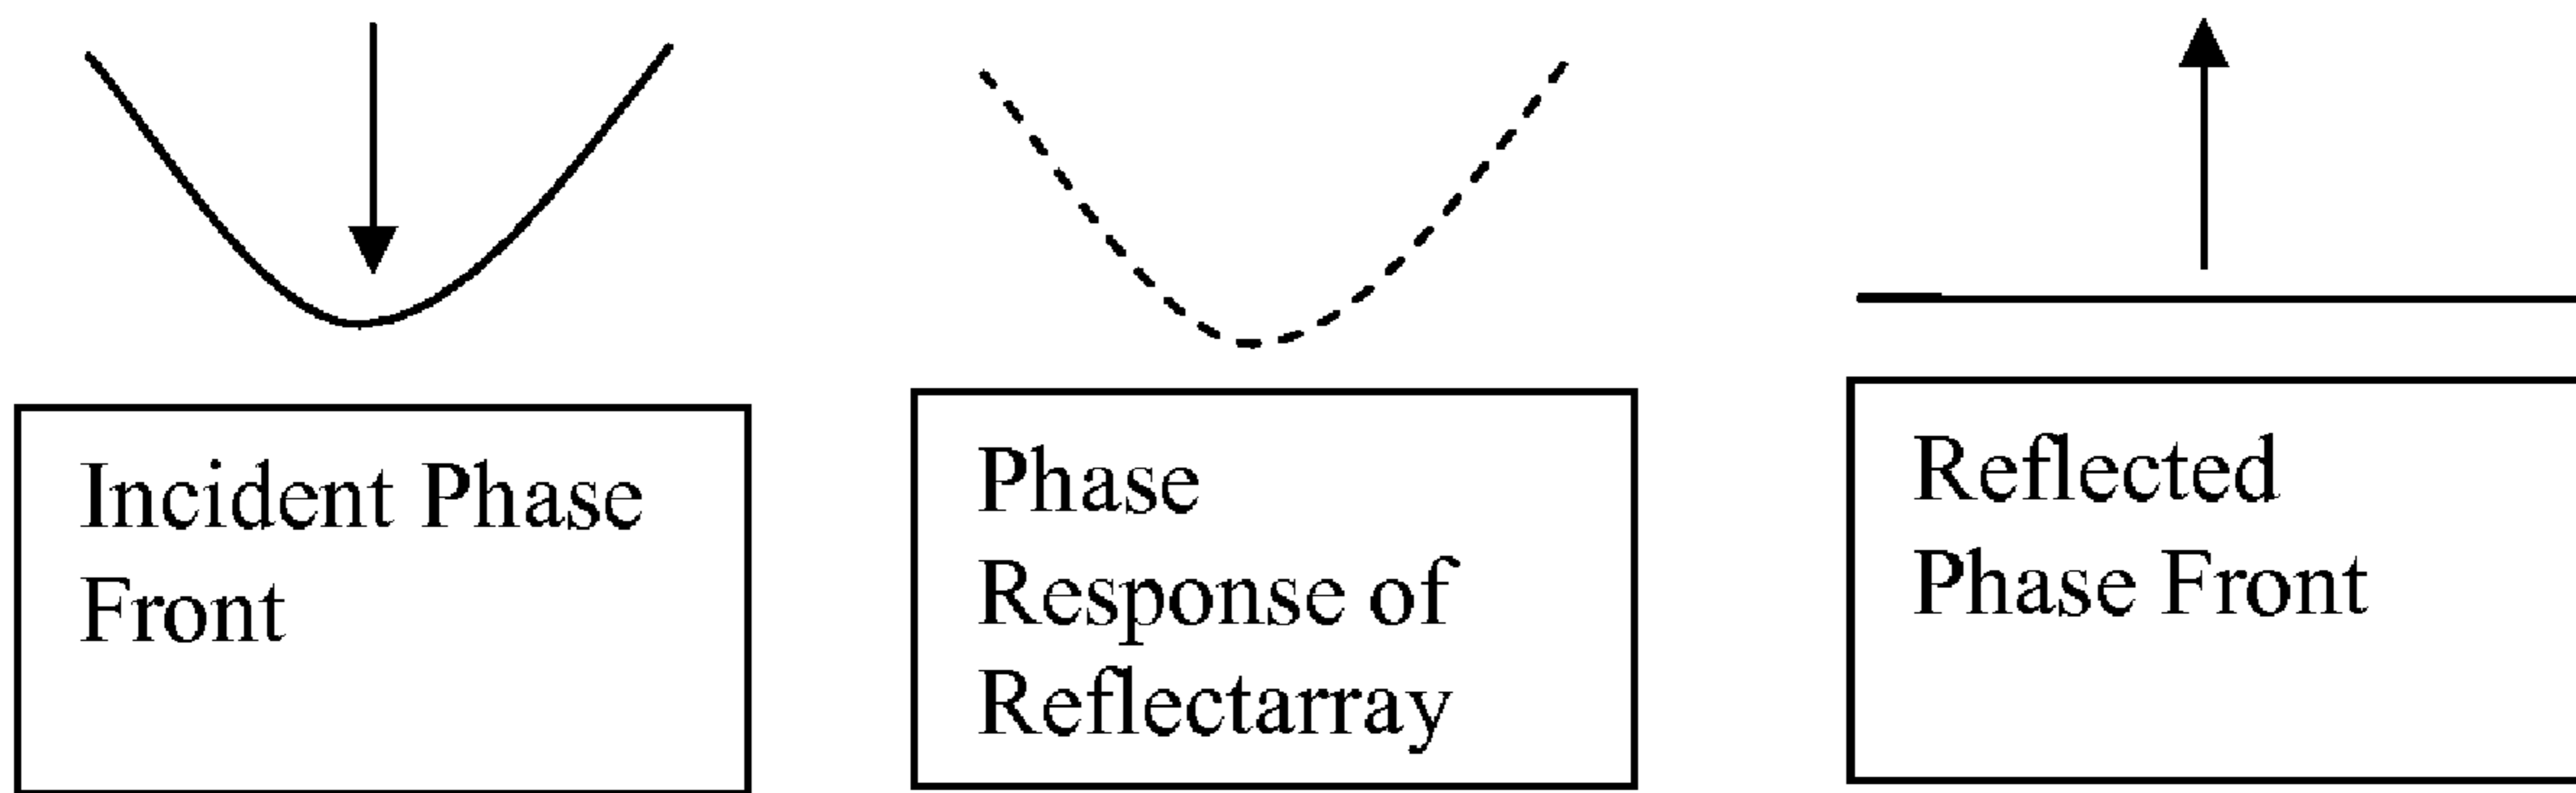 Incident Phase
Front
Phase
Response of
Reflectarray
Reflected
Phase Front